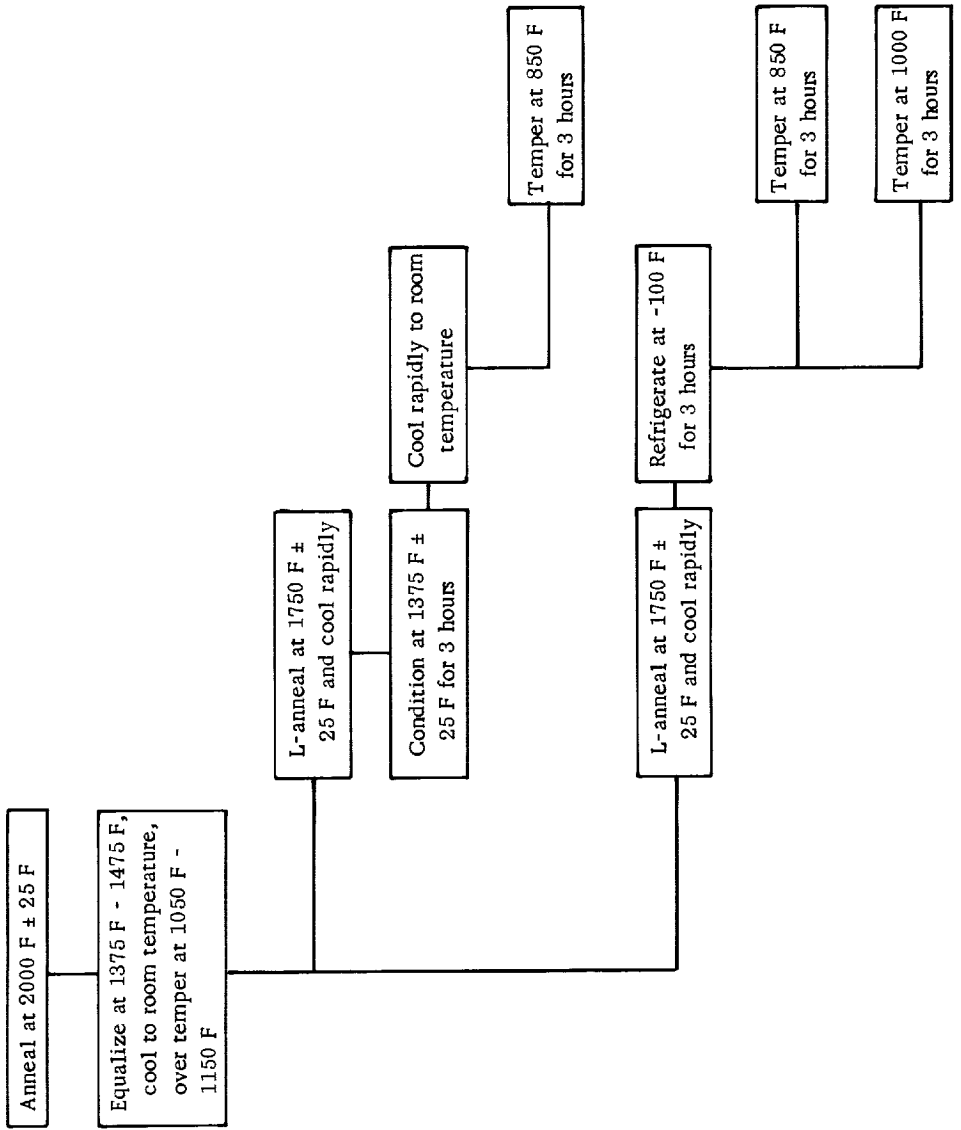 Anneal at 2000 F ± 25 F
Equalize at 1375 F - 1475 F,
cool to room temperature,
over temper at 1050 F -
1150 F
L-anneal at 1750 F ±
25 F and cool rapidly
Condition at 1375 F ±
25 F for 3 hours
Cool rapidly to room
temperature
Temper at 850 F
for 3 hours
L-anneal at 1750 F ±
25 F and cool rapidly
Refrigerate at -100 F
for 3 hours
Temper at 850 F
for 3 hours
Temper at 1000 F
for 3 hours